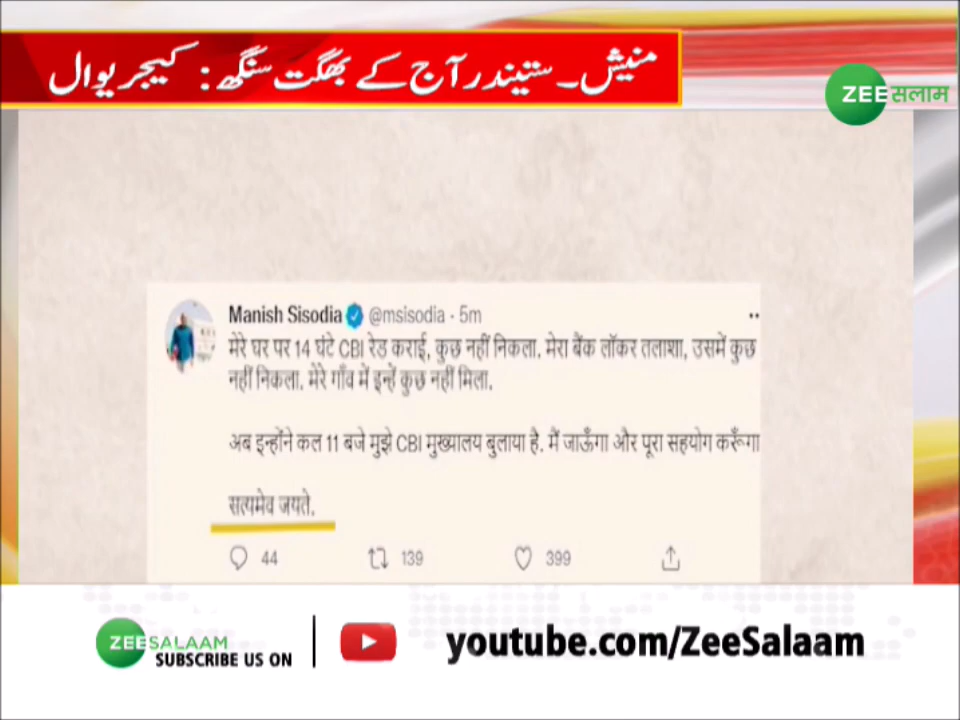 منیش۔ ستیندر آج کے بھگت سنگھ : کیجریوال
ZEE सलाम
Manish Sisodia @msisodia · 5m
मेरे घर पर 14 घंटे CBI रेड कराई, कुछ नहीं निकला. मेरा बैंक लॉकर तलाशा, उसमें कुछ
नहीं निकला. मेरे गाँव में इन्हें कुछ नहीं मिला.
अब इन्होंने कल 11 बजे मुझे CBI मुख्यालय बुलाया है. मैं जाऊँगा और पूरा सहयोग करूँगा
सत्यमेव जयते.
44 139 399
ZEE SALAAM
SUBSCRIBE US ON
youtube.com/ZeeSalaam